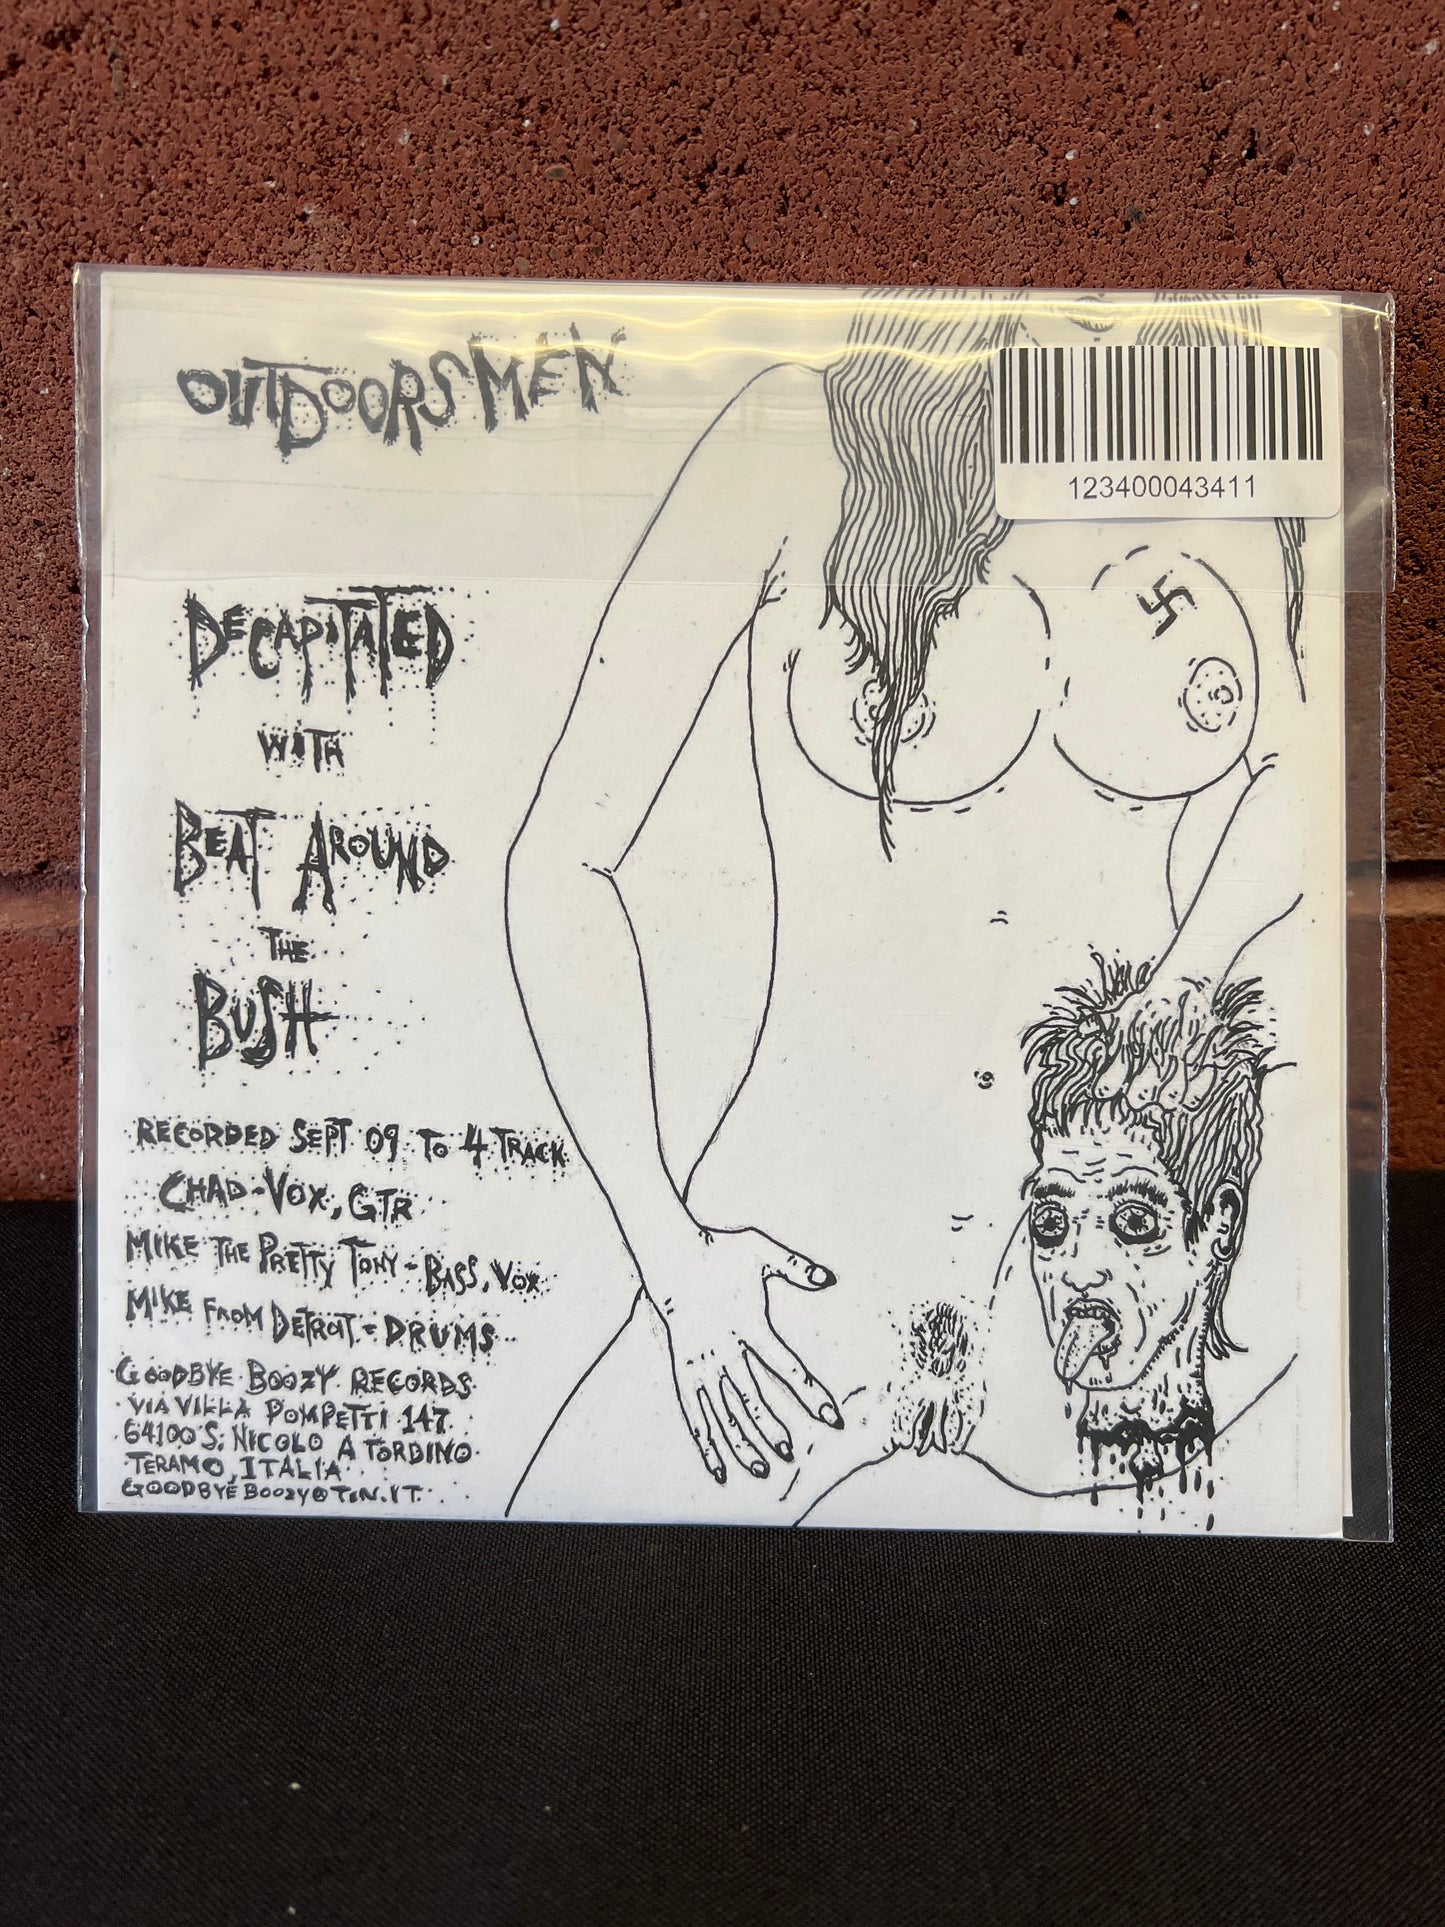 OUTDOORSMEN
123400043411
DECAPITATED
WITH
BEAT AROUND
THE
BUSH
RECORDED SEPT 09 TO 4 TRACK
CHAD-VOX, GTR
MIKE THE PRETTY TONY - BASS, VOX
MIKE FROM DETROIT - DRUMS
GOODBYE BOOZY RECORDS
VIA VILLA POMPETTI 147
64100 S. NICOLO A TORDINO
TERAMO, ITALIA
GOODBYE BOOZY@TIN.IT